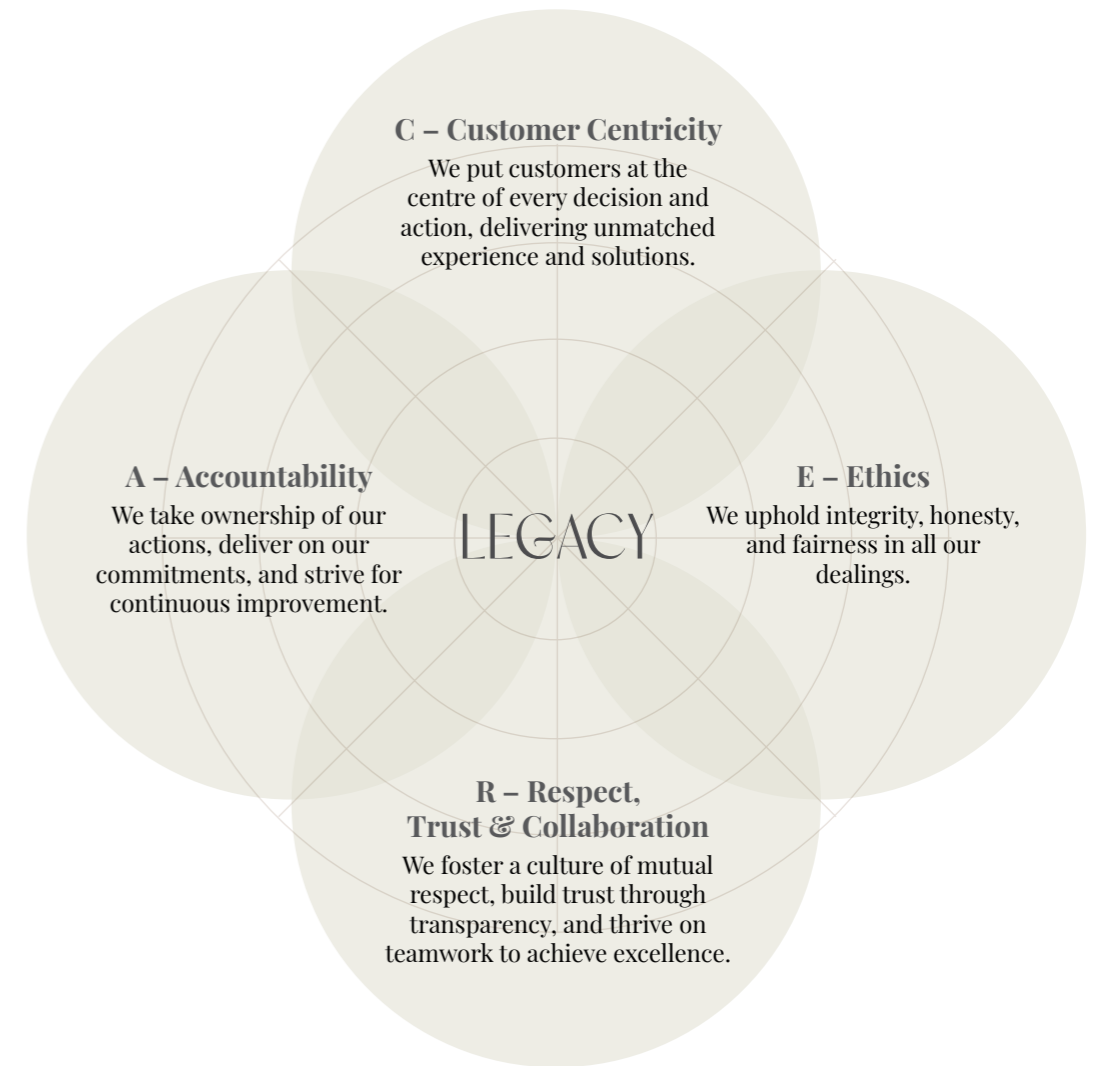 C – Customer Centricity
We put customers at the
centre of every decision and
action, delivering unmatched
experience and solutions.
A – Accountability
We take ownership of our
actions, deliver on our
commitments, and strive for
continuous improvement.
LEGACY
E – Ethics
We uphold integrity, honesty,
and fairness in all our
dealings.
R – Respect,
Trust & Collaboration
We foster a culture of mutual
respect, build trust through
transparency, and thrive on
teamwork to achieve excellence.